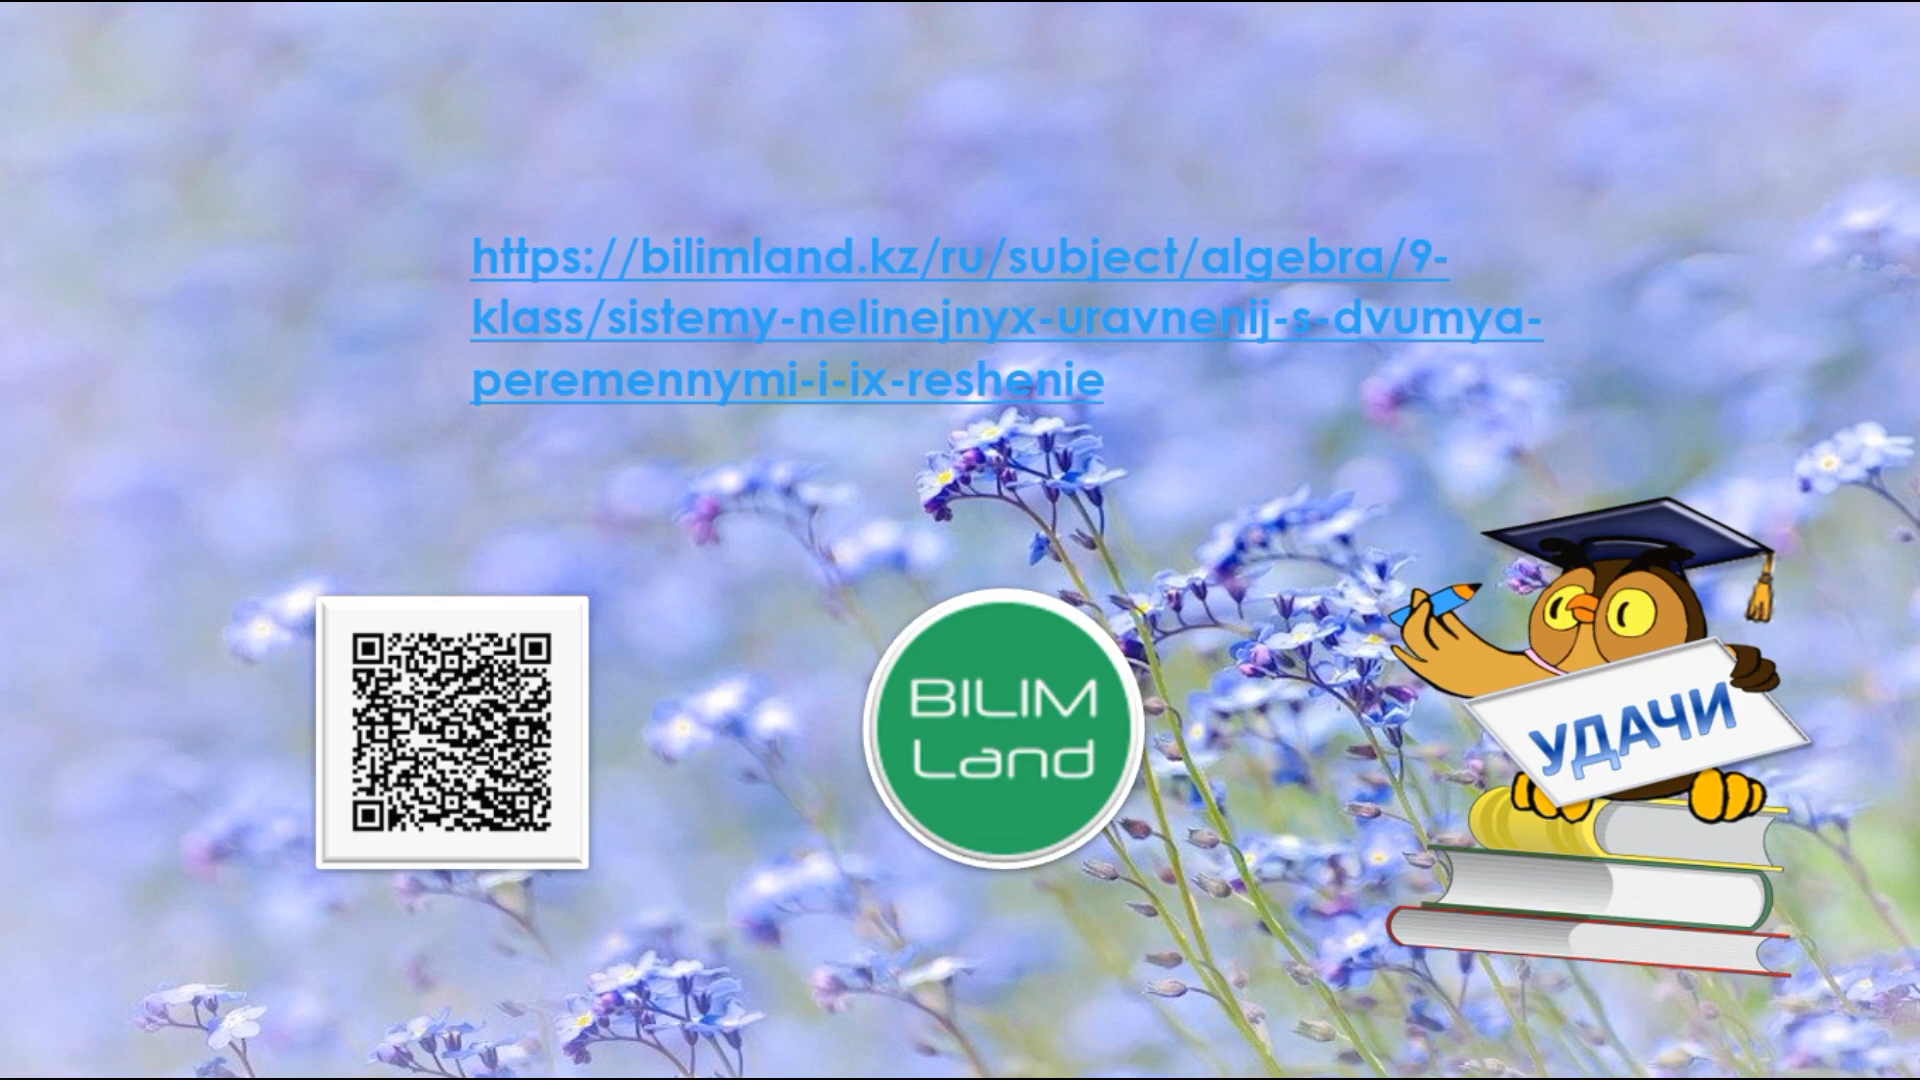 https://bilimland.kz/ru/subject/algebra/9-
klass/sistemy-nelinejnyx-uravnenij-s-dvumya-
peremennymi-i-ix-reshenie
BILIM
Land
УДАЧИ